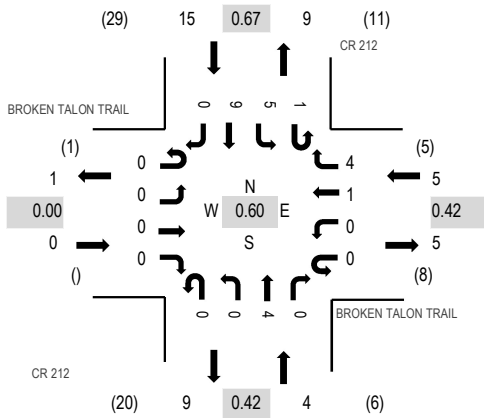 (29) 15 0.67 9 (11)
CR 212
0 9 5 1
BROKEN TALON TRAIL
(1) 0 4 (5)
1 0 1 5
0.00 0 0 0.42
0 0 0 5
() (8)
N
W 0.60 E
S
0 0 4 0
BROKEN TALON TRAIL
CR 212
(20) 9 0.42 4 (6)